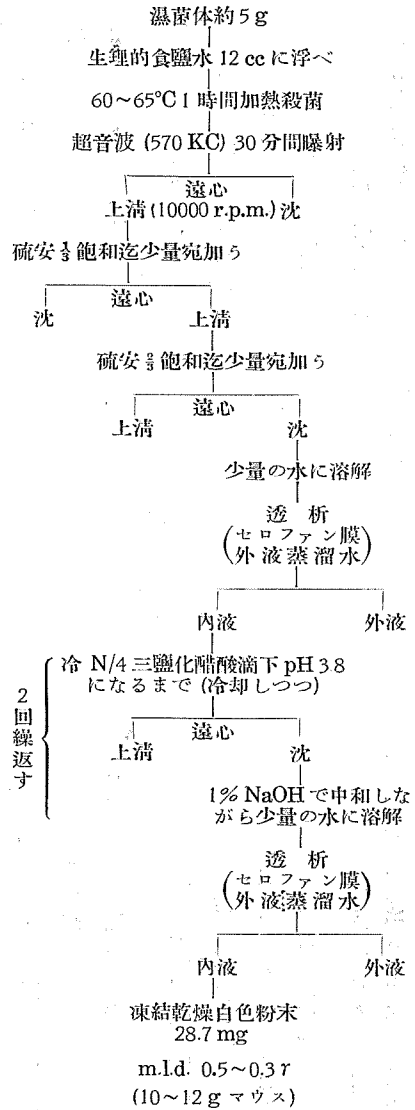 濕菌体約5g
生理的食鹽水 12 cc に浮べ
60～65°C 1 時間加熱殺菌
超音波 (570 KC) 30 分間曝射
遠心
上清 (10000 r.p.m.) 沈
硫安 ⅓ 飽和迄少量宛加う
遠心
沈 上清
硫安 ⅔ 飽和迄少量宛加う
遠心
上清 沈
少量の水に溶解
透 析
(セロファン膜
外液蒸溜水)
內液 外液
冷 N/4 三鹽化醋酸滴下 pH 3.8
になるまで (冷却しつつ)
2回繰返す
遠心
上清 沈
1% NaOH で中和しな
がら少量の水に溶解
透 析
(セロファン膜
外液蒸溜水)
內液 外液
凍結乾燥白色粉末
28.7 mg
m.l.d. 0.5～0.3 γ
(10～12 g マウス)